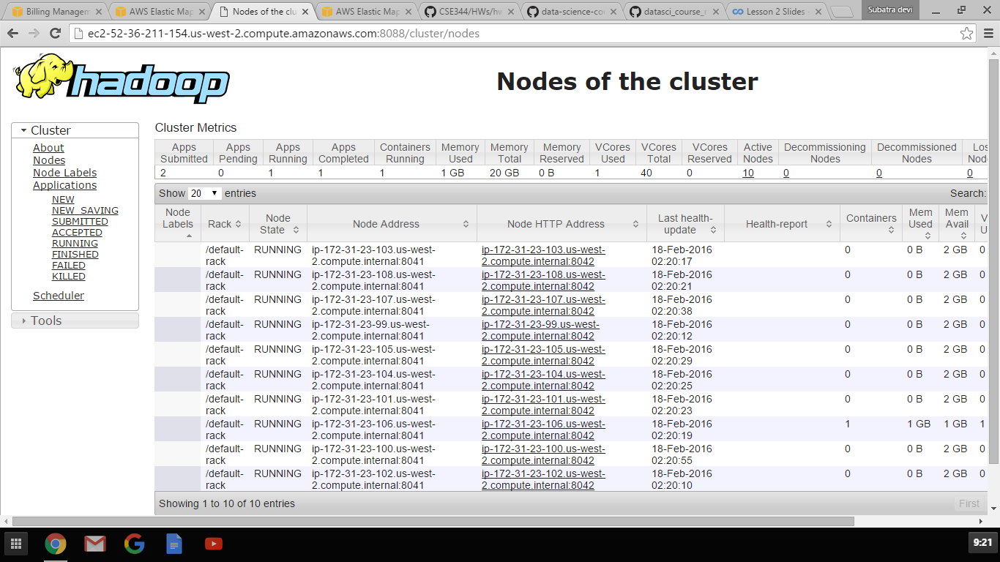 Billing Managem
AWS Elastic Map
Nodes of the clu
AWS Elastic Map
CSE344/HWs/hw
data-science-co
datasci_course_r
Lesson 2 Slides -
Subatra devi
ec2-52-36-211-154.us-west-2.compute.amazonaws.com:8088/cluster/nodes
hadoop
Nodes of the cluster
Cluster
About
Nodes
Node Labels
Applications
NEW
NEW_SAVING
SUBMITTED
ACCEPTED
RUNNING
FINISHED
FAILED
KILLED
Scheduler
Tools
Cluster Metrics
Apps Submitted Apps Pending Apps Running Apps Completed Containers Running Memory Used Memory Total Memory Reserved VCores Used VCores Total VCores Reserved Active Nodes Decommissioning Nodes Decommissioned Nodes Los Nod
2 0 1 1 1 1 GB 20 GB 0 B 1 40 0 10 0 0 0
Show 20 entries Search:
Node Labels Rack Node State Node Address Node HTTP Address Last health-update Health-report Containers Mem Used Mem Avail V U
/default- RUNNING ip-172-31-23-103.us-west- ip-172-31-23-103.us-west- 18-Feb-2016 0 0 B 2 GB 0
rack 2.compute.internal:8041 2.compute.internal:8042 02:20:17
/default- RUNNING ip-172-31-23-108.us-west- ip-172-31-23-108.us-west- 18-Feb-2016 0 0 B 2 GB 0
rack 2.compute.internal:8041 2.compute.internal:8042 02:20:21
/default- RUNNING ip-172-31-23-107.us-west- ip-172-31-23-107.us-west- 18-Feb-2016 0 0 B 2 GB 0
rack 2.compute.internal:8041 2.compute.internal:8042 02:20:38
/default- RUNNING ip-172-31-23-99.us-west- ip-172-31-23-99.us-west- 18-Feb-2016 0 0 B 2 GB 0
rack 2.compute.internal:8041 2.compute.internal:8042 02:20:12
/default- RUNNING ip-172-31-23-105.us-west- ip-172-31-23-105.us-west- 18-Feb-2016 0 0 B 2 GB 0
rack 2.compute.internal:8041 2.compute.internal:8042 02:20:29
/default- RUNNING ip-172-31-23-104.us-west- ip-172-31-23-104.us-west- 18-Feb-2016 0 0 B 2 GB 0
rack 2.compute.internal:8041 2.compute.internal:8042 02:20:25
/default- RUNNING ip-172-31-23-101.us-west- ip-172-31-23-101.us-west- 18-Feb-2016 0 0 B 2 GB 0
rack 2.compute.internal:8041 2.compute.internal:8042 02:20:23
/default- RUNNING ip-172-31-23-106.us-west- ip-172-31-23-106.us-west- 18-Feb-2016 1 1 GB 1 GB 1
rack 2.compute.internal:8041 2.compute.internal:8042 02:20:19
/default- RUNNING ip-172-31-23-100.us-west- ip-172-31-23-100.us-west- 18-Feb-2016 0 0 B 2 GB 0
rack 2.compute.internal:8041 2.compute.internal:8042 02:20:55
/default- RUNNING ip-172-31-23-102.us-west- ip-172-31-23-102.us-west- 18-Feb-2016 0 0 B 2 GB 0
rack 2.compute.internal:8041 2.compute.internal:8042 02:20:10
Showing 1 to 10 of 10 entries First
9:21